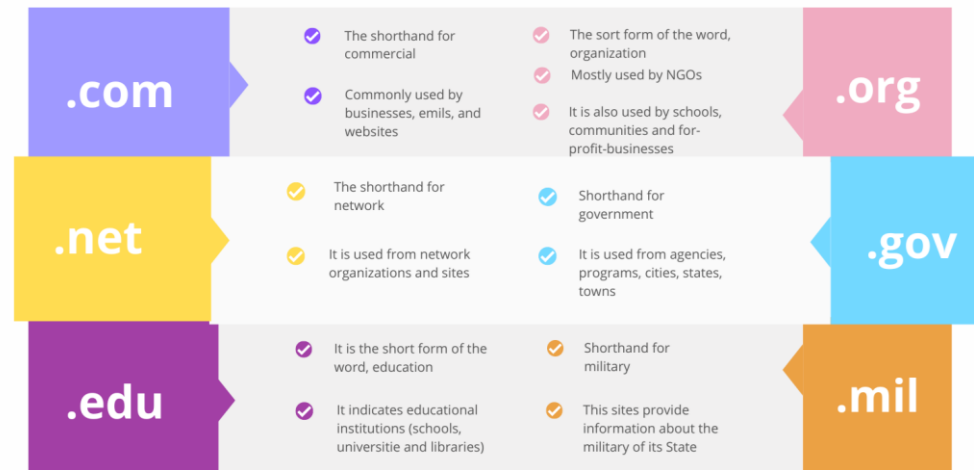 .com
The shorthand for
commercial
Commonly used by
businesses, emils, and
websites
The sort form of the word,
organization
Mostly used by NGOs
It is also used by schools,
communities and for-
profit-businesses
.org
.net
The shorthand for
network
It is used from network
organizations and sites
Shorthand for
government
It is used from agencies,
programs, cities, states,
towns
.gov
.edu
It is the short form of the
word, education
It indicates educational
institutions (schools,
universitie and libraries)
Shorthand for
military
This sites provide
information about the
military of its State
.mil